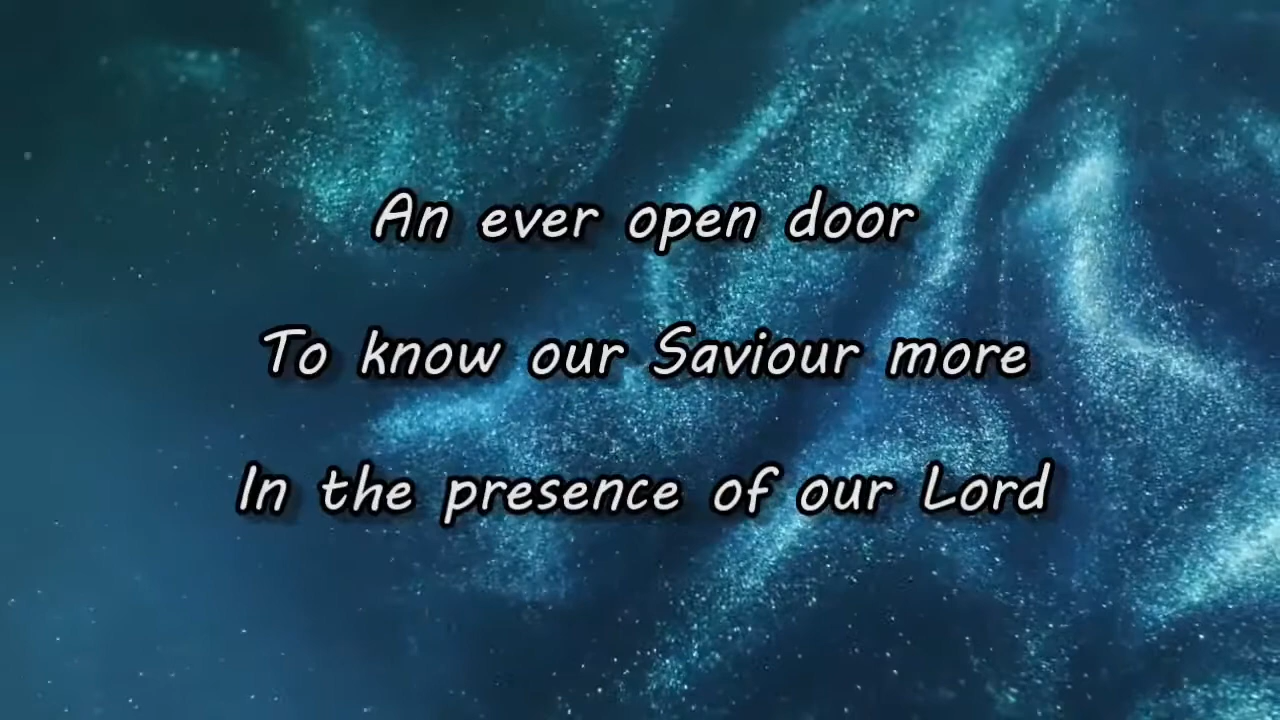 An ever open door
To know our Saviour more
In the presence of our Lord